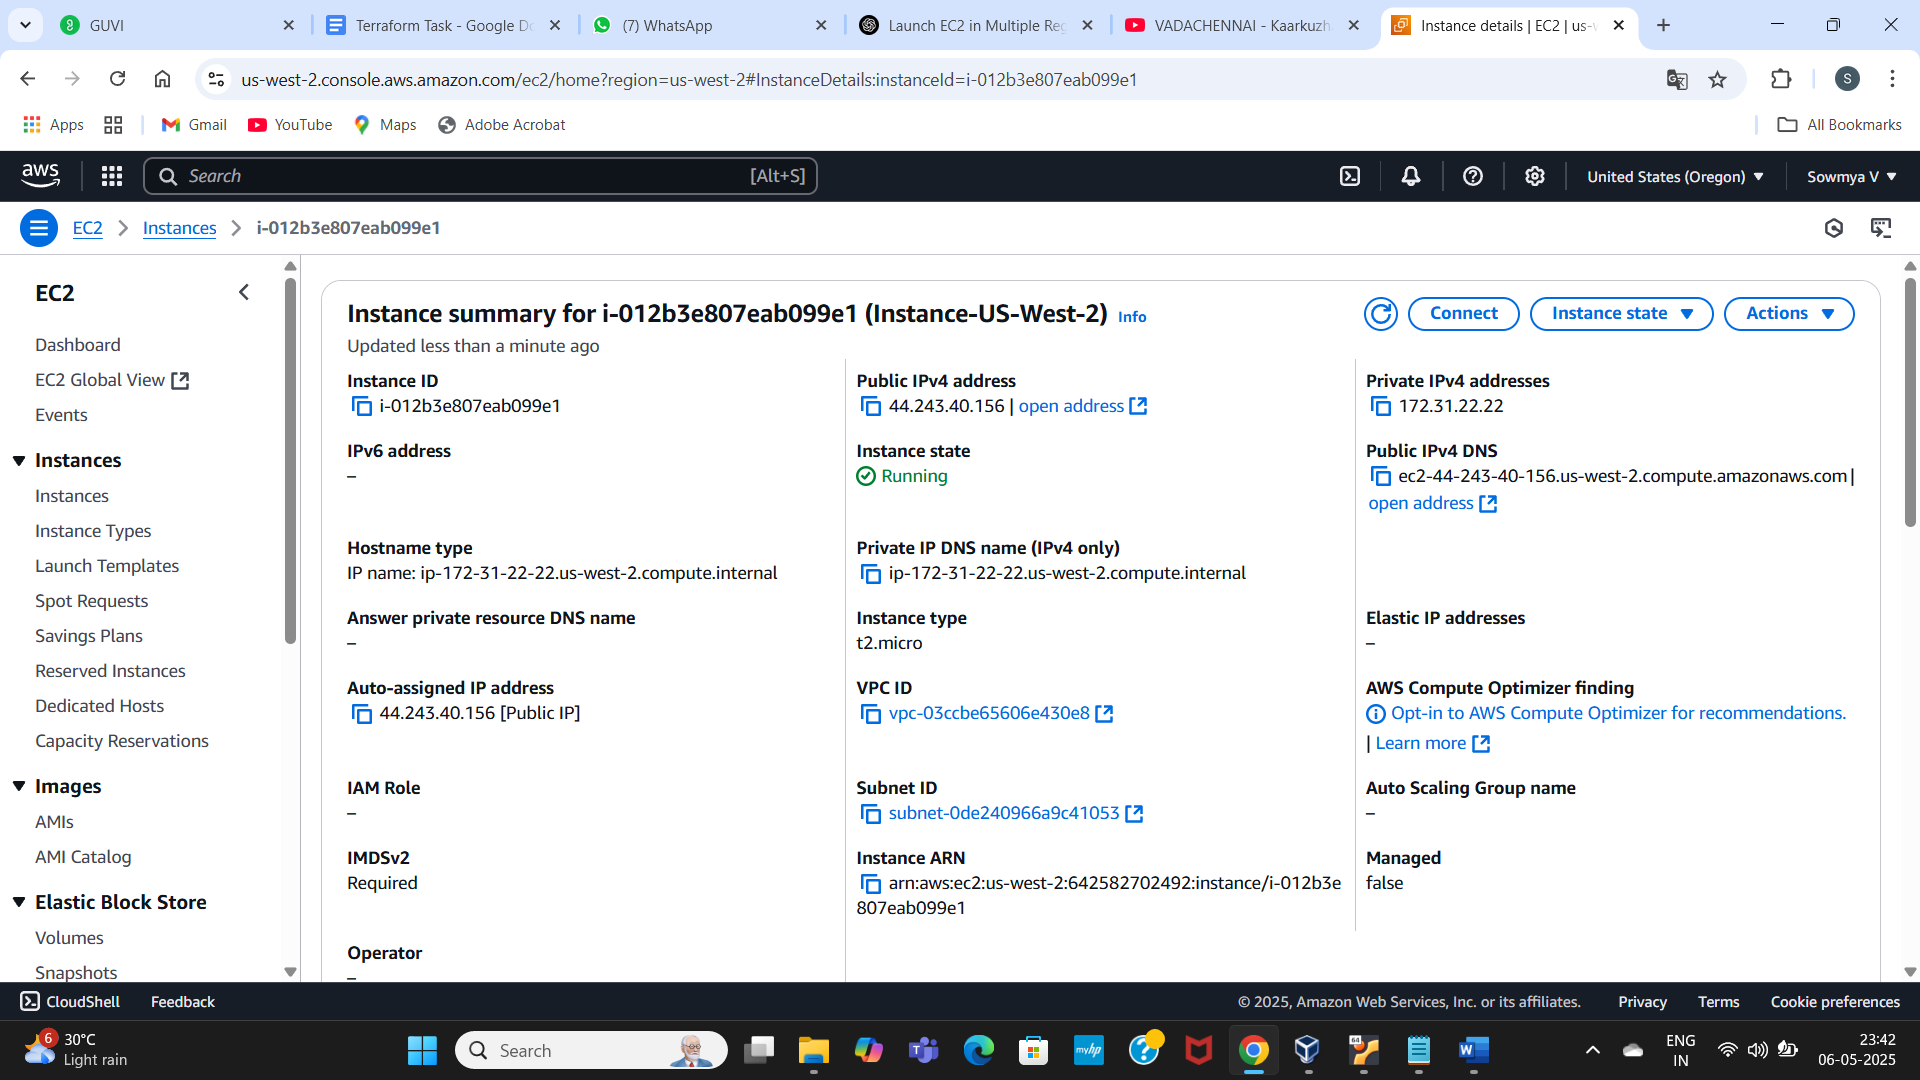 GUVI
Terraform Task - Google Do
(7) WhatsApp
Launch EC2 in Multiple Reg
VADACHENNAI - Kaarkuzh
Instance details | EC2 | us-w
us-west-2.console.aws.amazon.com/ec2/home?region=us-west-2#InstanceDetails:instanceId=i-012b3e807eab099e1
S
Apps
Gmail
YouTube
Maps
Adobe Acrobat
All Bookmarks
aws
Search
[Alt+S]
United States (Oregon)
Sowmya V
EC2
Instances
i-012b3e807eab099e1
EC2
Dashboard
EC2 Global View
Events
Instances
Instances
Instance Types
Launch Templates
Spot Requests
Savings Plans
Reserved Instances
Dedicated Hosts
Capacity Reservations
Images
AMIs
AMI Catalog
Elastic Block Store
Volumes
Snapshots
Instance summary for i-012b3e807eab099e1 (Instance-US-West-2) Info
Updated less than a minute ago
Connect
Instance state
Actions
Instance ID
i-012b3e807eab099e1
Public IPv4 address
44.243.40.156 | open address
Private IPv4 addresses
172.31.22.22
IPv6 address
–
Instance state
Running
Public IPv4 DNS
ec2-44-243-40-156.us-west-2.compute.amazonaws.com |
open address
Hostname type
IP name: ip-172-31-22-22.us-west-2.compute.internal
Private IP DNS name (IPv4 only)
ip-172-31-22-22.us-west-2.compute.internal
Answer private resource DNS name
–
Instance type
t2.micro
Elastic IP addresses
–
Auto-assigned IP address
44.243.40.156 [Public IP]
VPC ID
vpc-03ccbe65606e430e8
AWS Compute Optimizer finding
Opt-in to AWS Compute Optimizer for recommendations.
| Learn more
IAM Role
–
Subnet ID
subnet-0de240966a9c41053
Auto Scaling Group name
–
IMDSv2
Required
Instance ARN
arn:aws:ec2:us-west-2:642582702492:instance/i-012b3e
807eab099e1
Managed
false
Operator
–
CloudShell
Feedback
© 2025, Amazon Web Services, Inc. or its affiliates.
Privacy
Terms
Cookie preferences
6
30°C
Light rain
Search
myhp
64
ENG
IN
23:42
06-05-2025